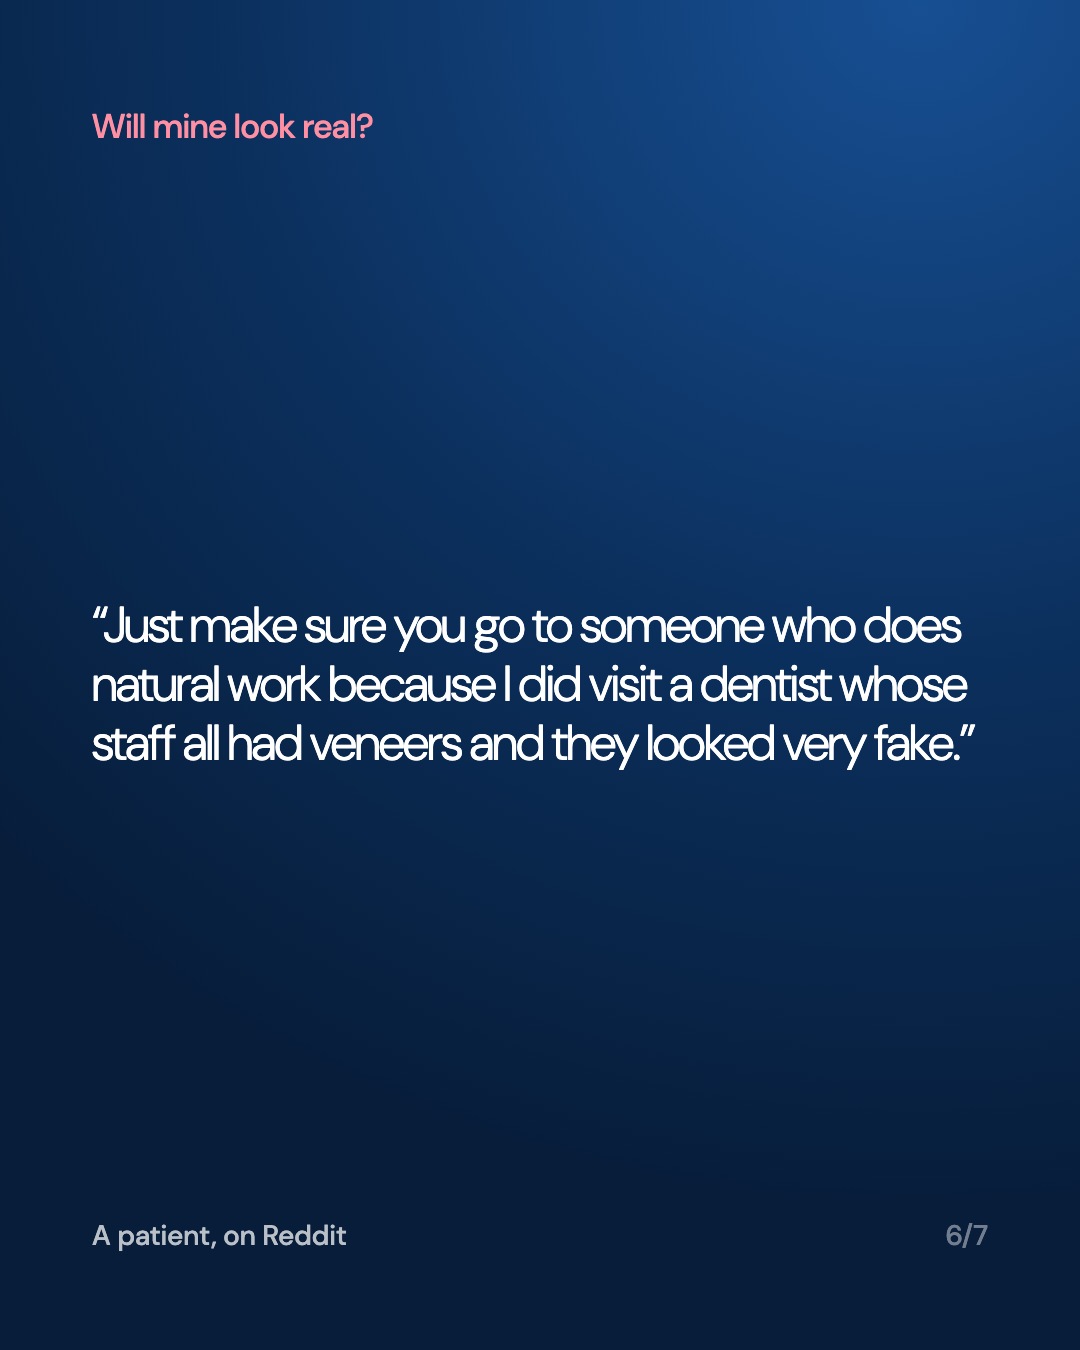 Will mine look real?
“Just make sure you go to someone who does
natural work because I did visit a dentist whose
staff all had veneers and they looked very fake.”
A patient, on Reddit
6/7